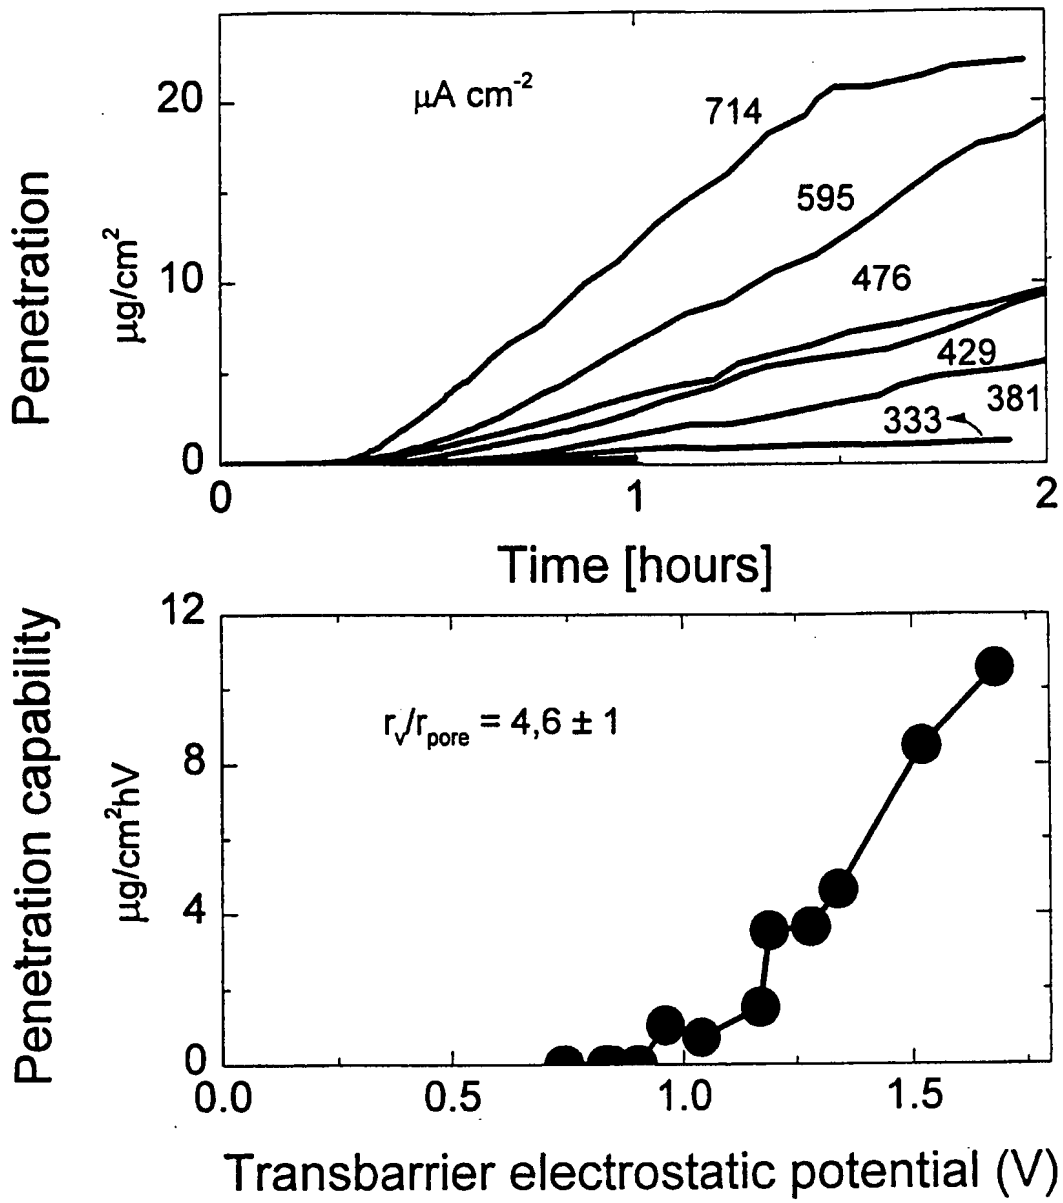 Penetration
µg/cm²
20
10
0
µA cm⁻²
714
595
476
429
381
333
0
1
2
Time [hours]
Penetration capability
µg/cm²hV
12
8
4
0
rᵥ/r_pore = 4,6 ± 1
0.0
0.5
1.0
1.5
Transbarrier electrostatic potential (V)